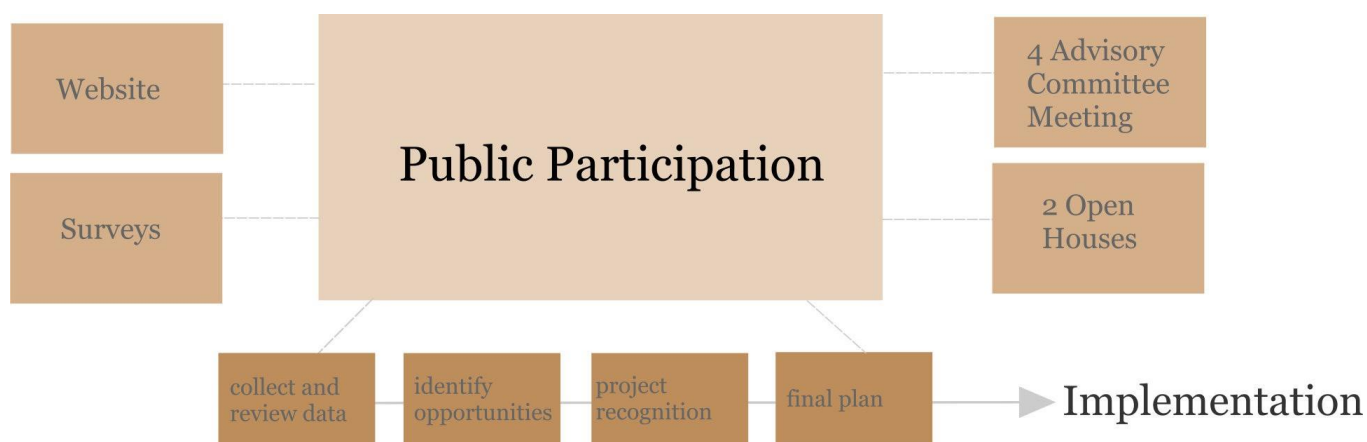 Website
Surveys
Public Participation
4 Advisory
Committee
Meeting
2 Open
Houses
collect and
review data
identify
opportunities
project
recognition
final plan
Implementation